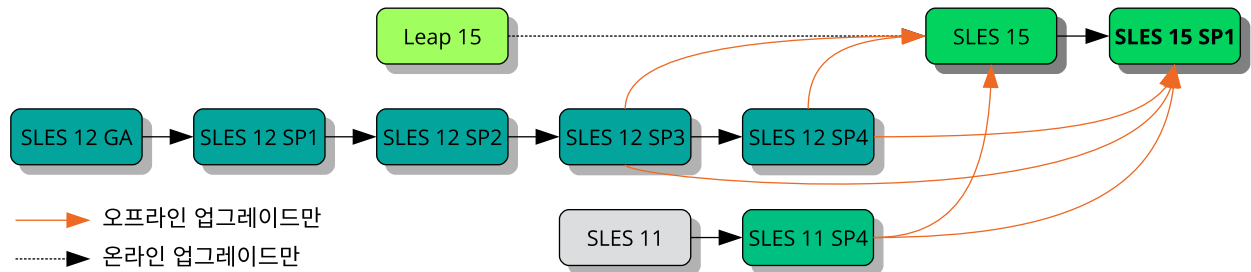 Leap 15
SLES 15
SLES 15 SP1
SLES 12 GA
SLES 12 SP1
SLES 12 SP2
SLES 12 SP3
SLES 12 SP4
SLES 11
SLES 11 SP4
오프라인 업그레이드만
온라인 업그레이드만